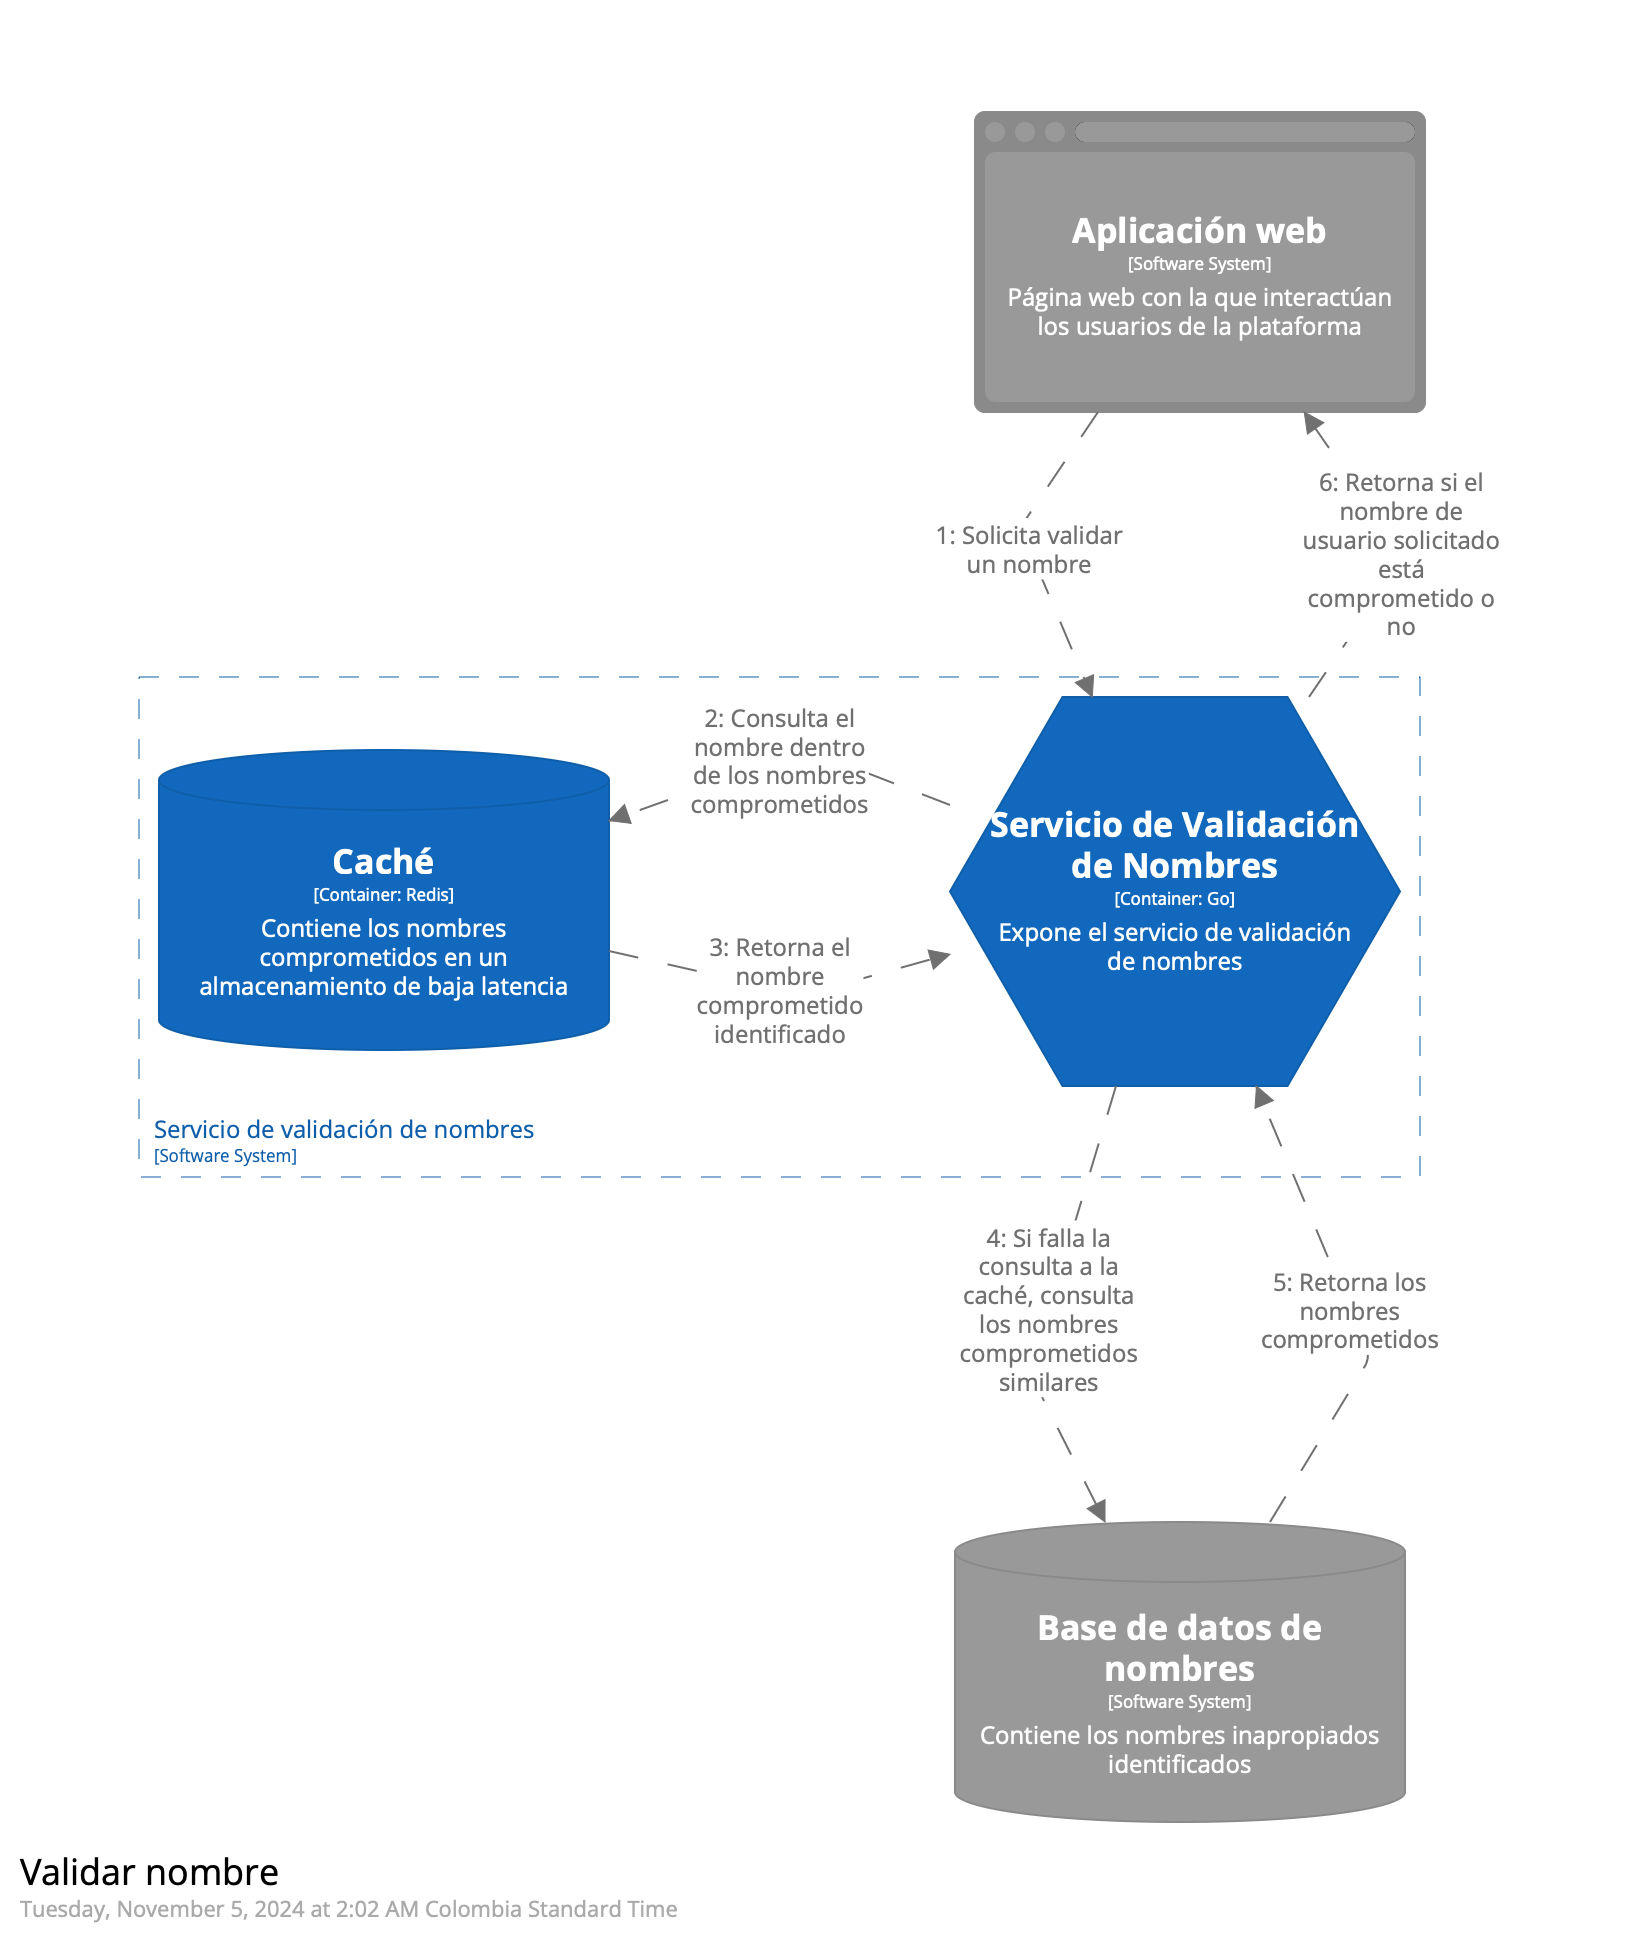 Aplicación web
[Software System]
Página web con la que interactúan
los usuarios de la plataforma
1: Solicita validar
un nombre
6: Retorna si el
nombre de
usuario solicitado
está
comprometido o
no
2: Consulta el
nombre dentro
de los nombres
comprometidos
Servicio de Validación
de Nombres
[Container: Go]
Expone el servicio de validación
de nombres
Caché
[Container: Redis]
Contiene los nombres
comprometidos en un
almacenamiento de baja latencia
3: Retorna el
nombre
comprometido
identificado
Servicio de validación de nombres
[Software System]
4: Si falla la
consulta a la
caché, consulta
los nombres
comprometidos
similares
5: Retorna los
nombres
comprometidos
Base de datos de
nombres
[Software System]
Contiene los nombres inapropiados
identificados
Validar nombre
Tuesday, November 5, 2024 at 2:02 AM Colombia Standard Time